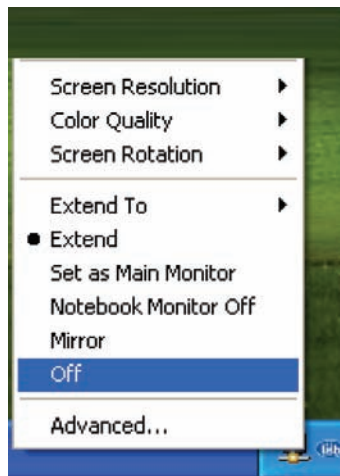 Screen Resolution
Color Quality
Screen Rotation
Extend To
Extend
Set as Main Monitor
Notebook Monitor Off
Mirror
Off
Advanced...